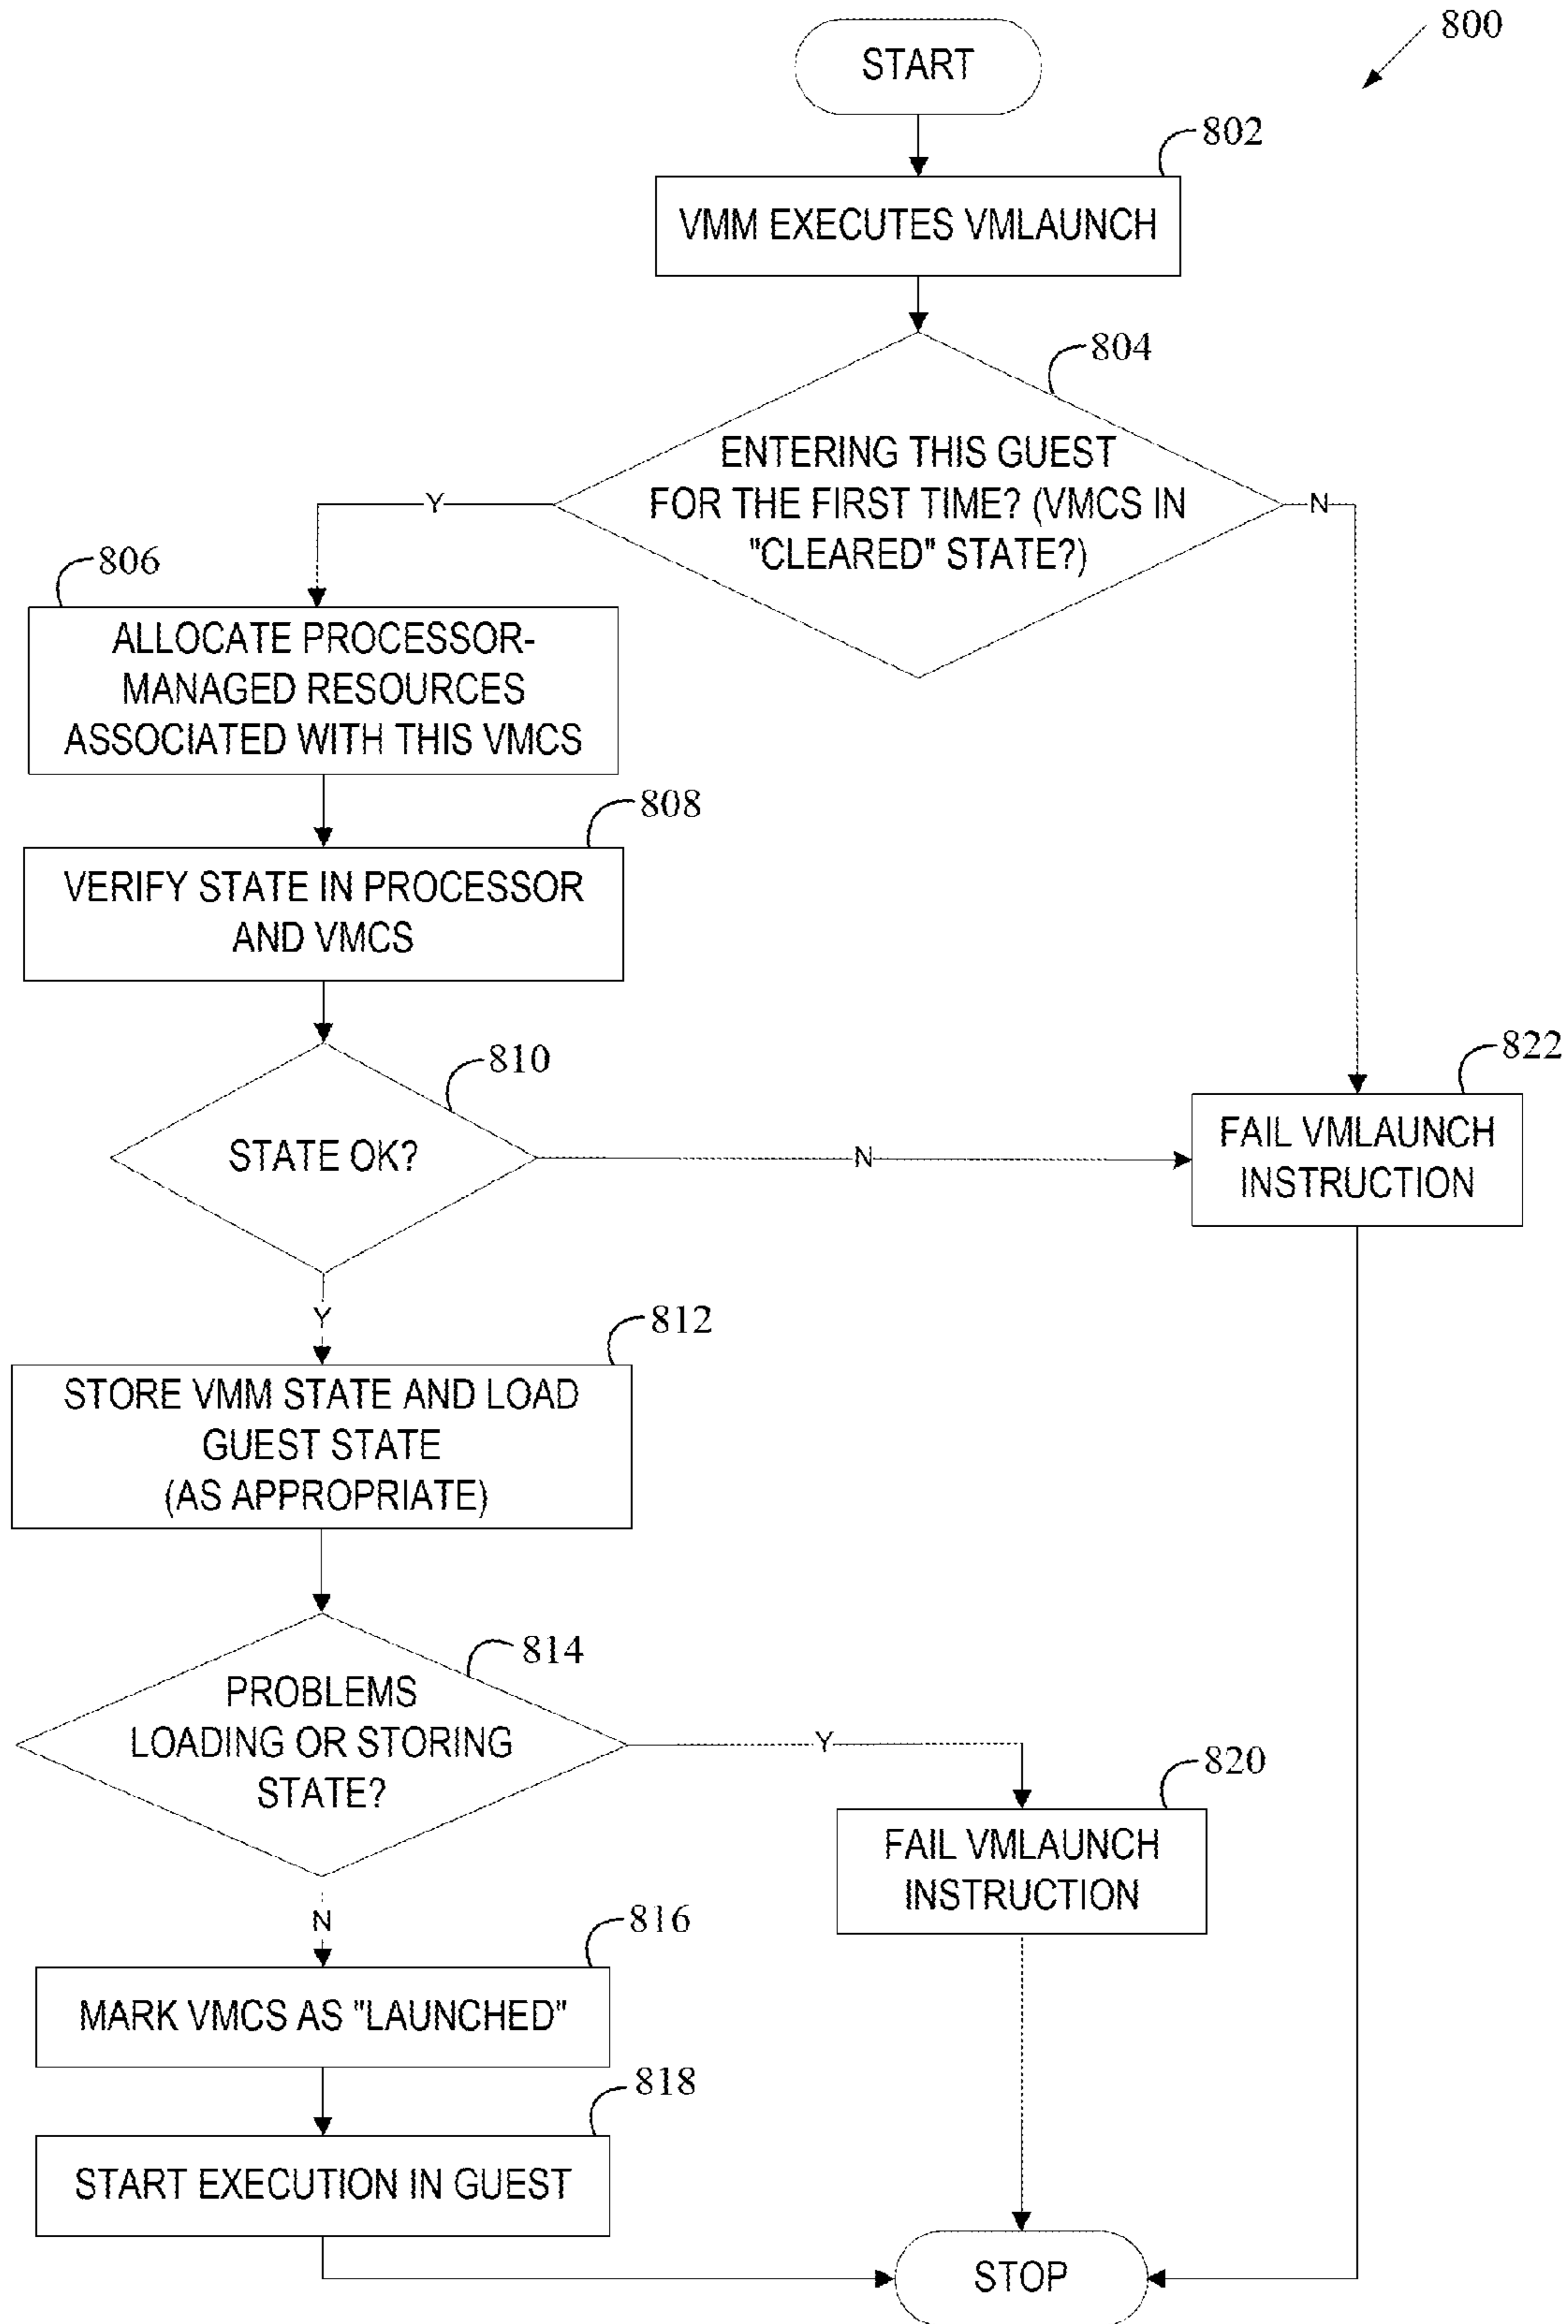 800
START
802
VMM EXECUTES VMLAUNCH
804
ENTERING THIS GUEST
FOR THE FIRST TIME? (VMCS IN
"CLEARED" STATE?)
Y
N
806
ALLOCATE PROCESSOR-
MANAGED RESOURCES
ASSOCIATED WITH THIS VMCS
808
VERIFY STATE IN PROCESSOR
AND VMCS
810
STATE OK?
N
822
FAIL VMLAUNCH
INSTRUCTION
Y
812
STORE VMM STATE AND LOAD
GUEST STATE
(AS APPROPRIATE)
814
PROBLEMS
LOADING OR STORING
STATE?
Y
820
FAIL VMLAUNCH
INSTRUCTION
N
816
MARK VMCS AS "LAUNCHED"
818
START EXECUTION IN GUEST
STOP